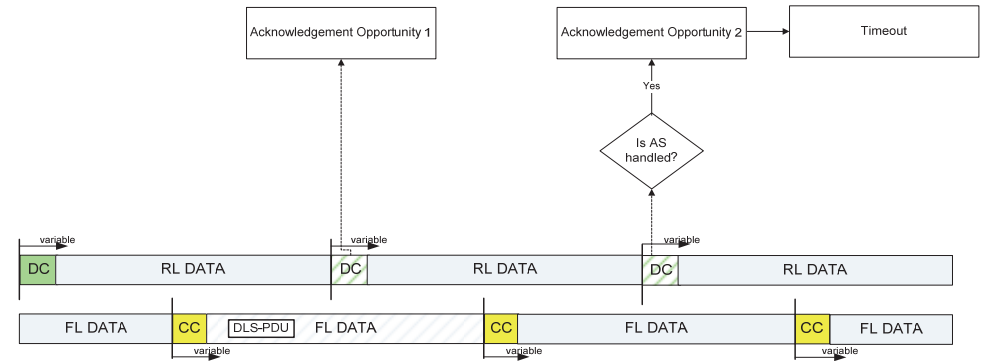 Acknowledgement Opportunity 1
Acknowledgement Opportunity 2
Timeout
Yes
Is AS
handled?
variable
variable
variable
DC
RL DATA
DC
RL DATA
DC
RL DATA
FL DATA
CC
DLS-PDU
FL DATA
CC
FL DATA
CC
FL DATA
variable
variable
variable